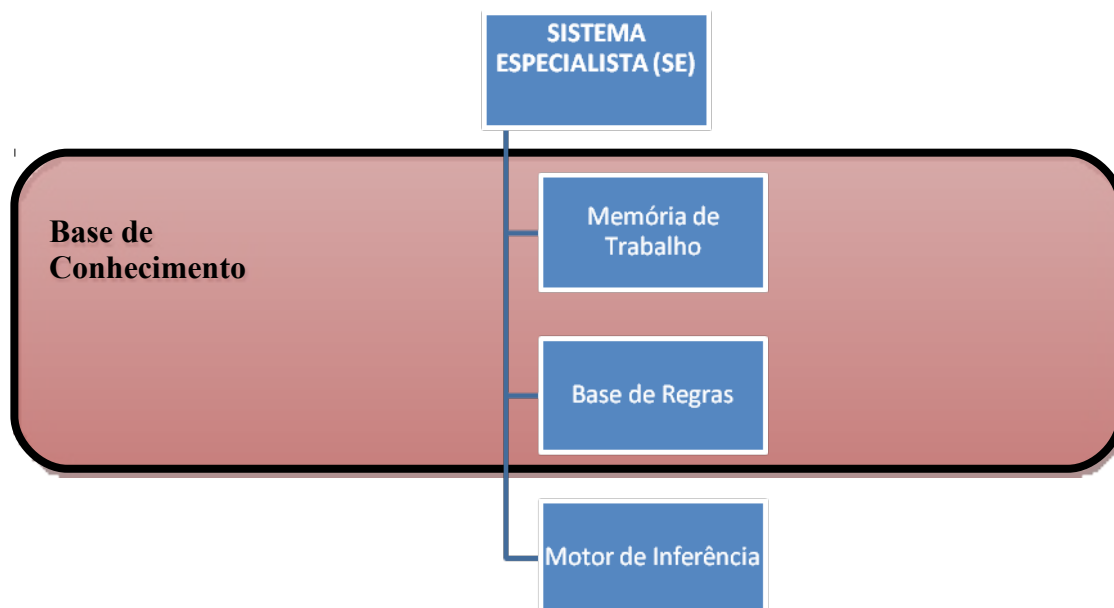 SISTEMA
ESPECIALISTA (SE)
Base de
Conhecimento
Memória de
Trabalho
Base de Regras
Motor de Inferência